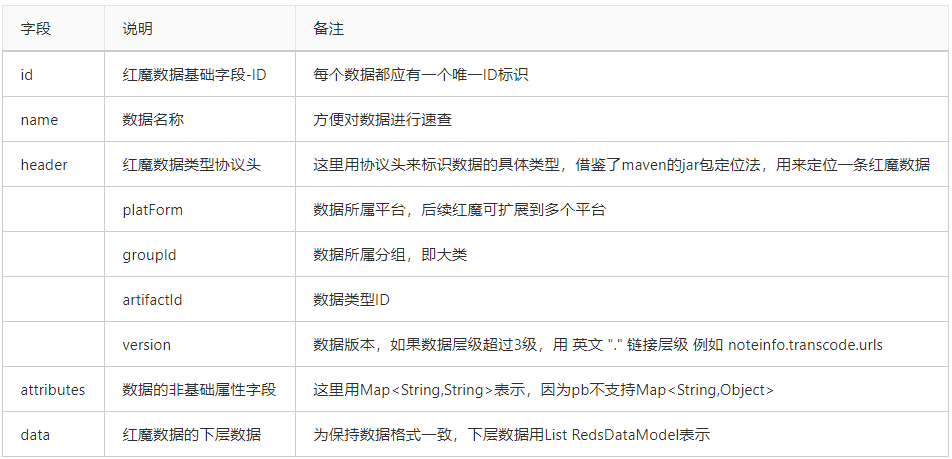 字段 说明 备注
id 红魔数据基础字段-ID 每个数据都应有一个唯一ID标识
name 数据名称 方便对数据进行速查
header 红魔数据类型协议头 这里用协议头来标识数据的具体类型，借鉴了maven的jar包定位法，用来定位一条红魔数据
platForm 数据所属平台，后续红魔可扩展到多个平台
groupId 数据所属分组，即大类
artifactId 数据类型ID
version 数据版本，如果数据层级超过3级，用 英文 "." 链接层级 例如 noteinfo.transcode.urls
attributes 数据的非基础属性字段 这里用Map<String,String>表示，因为pb不支持Map<String,Object>
data 红魔数据的下层数据 为保持数据格式一致，下层数据用List RedsDataModel表示